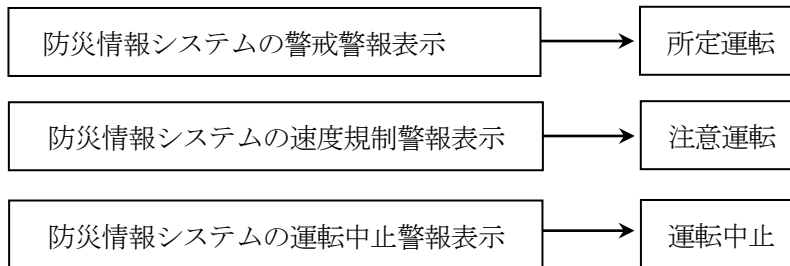 防災情報システムの警戒警報表示 所定運転
防災情報システムの速度規制警報表示 注意運転
防災情報システムの運転中止警報表示 運転中止